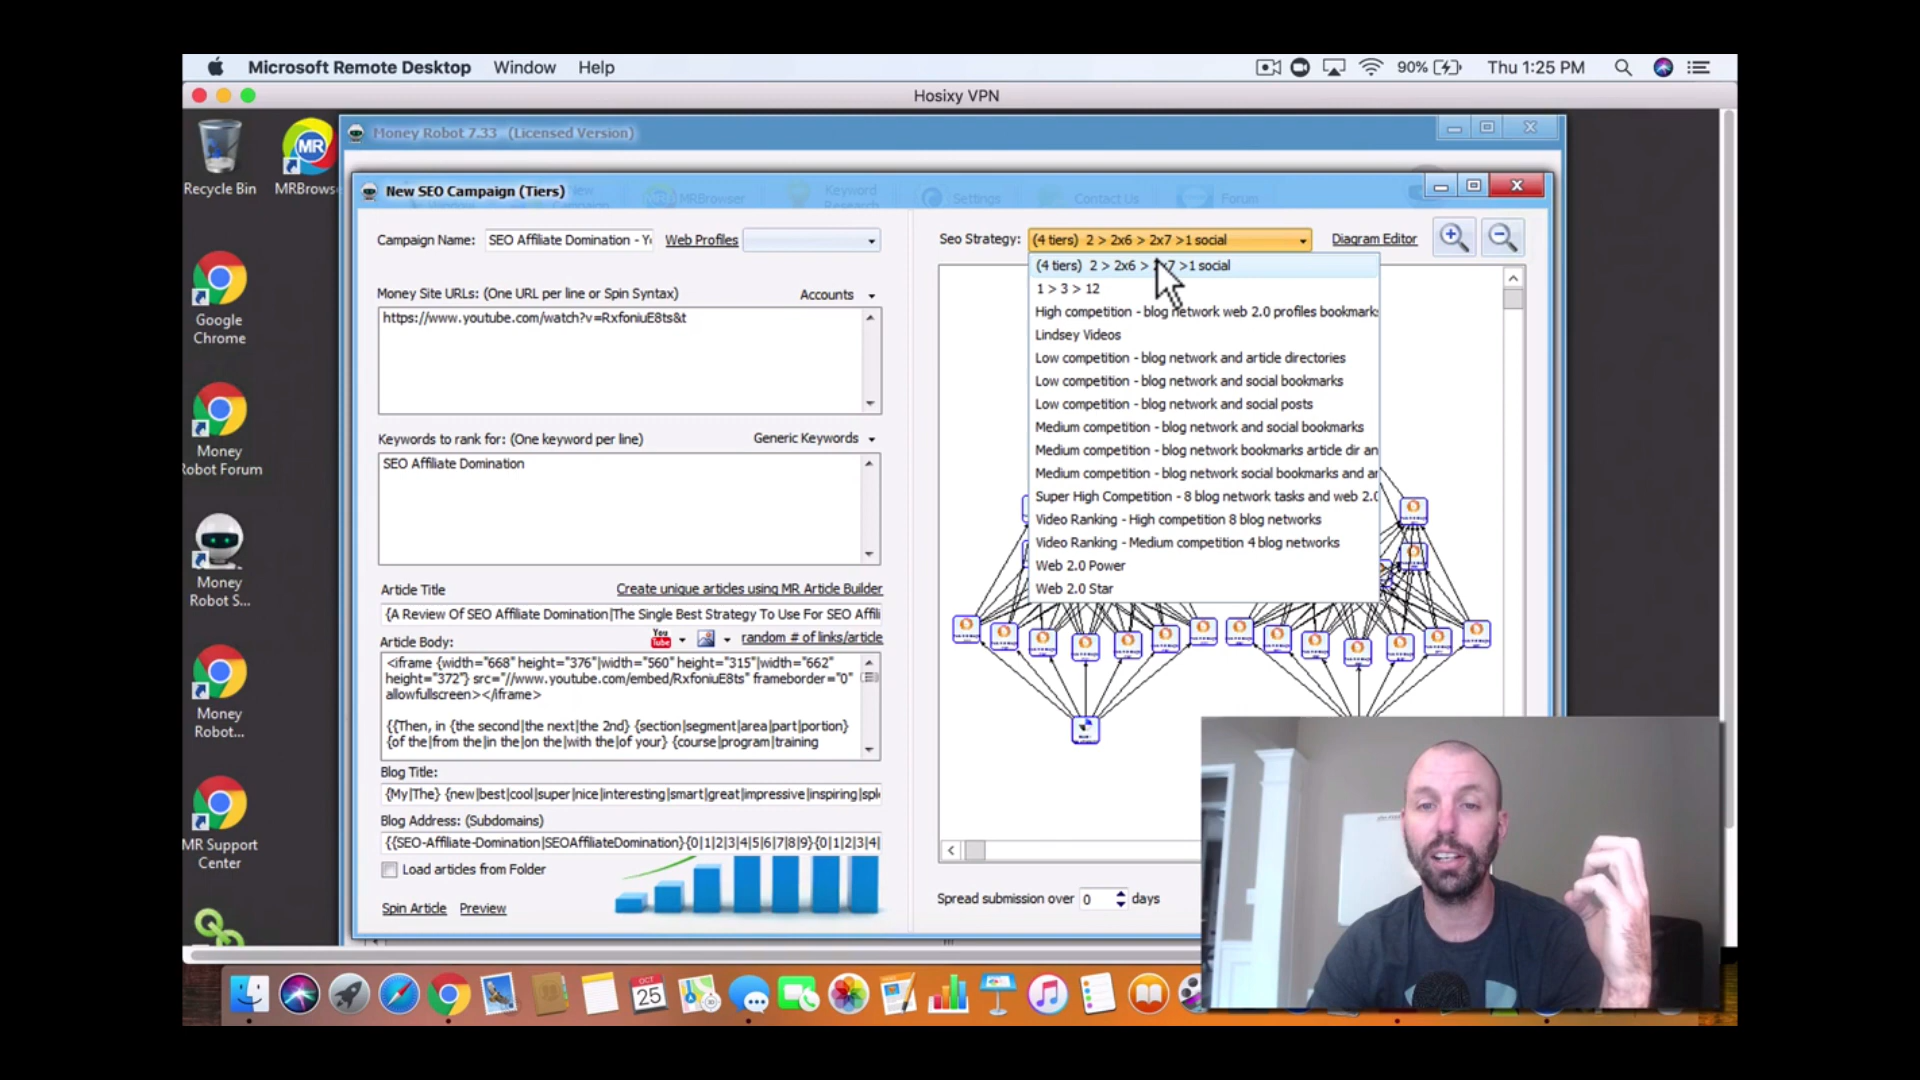 Microsoft Remote Desktop Window Help 90% Thu 1:25 PM
Hosixy VPN
Money Robot 7.33 (Licensed Version)
New SEO Campaign (Tiers)
MRBrowser Keyword Research Settings Contact Us Forum
Recycle Bin
MRBrows
Google Chrome
Money
Robot Forum
Money
Robot S...
Money
Robot...
MR Support
Center
Campaign Name: SEO Affiliate Domination - Y Web Profiles
Money Site URLs: (One URL per line or Spin Syntax) Accounts
https://www.youtube.com/watch?v=RxfoniuE8ts&t
Keywords to rank for: (One keyword per line) Generic Keywords
SEO Affiliate Domination
Article Title Create unique articles using MR Article Builder
{A Review Of SEO Affiliate Domination|The Single Best Strategy To Use For SEO Affili
Article Body: You Tube random # of links/article
<iframe {width="668" height="376"|width="560" height="315"|width="662"
height="372"} src="//www.youtube.com/embed/RxfoniuE8ts" frameborder="0"
allowfullscreen></iframe>
{{Then, in {the second|the next|the 2nd} {section|segment|area|part|portion}
{of the|from the|in the|on the|with the|of your} {course|program|training
Blog Title:
{My|The} {new|best|cool|super|nice|interesting|smart|great|impressive|inspiring|sple
Blog Address: (Subdomains)
{{SEO-Affiliate-Domination|SEOAffiliateDomination}{0|1|2|3|4|5|6|7|8|9}{0|1|2|3|4|
Load articles from Folder
Spin Article Preview
Seo Strategy: (4 tiers) 2 > 2x6 > 2x7 >1 social Diagram Editor
(4 tiers) 2 > 2x6 > 2x7 >1 social
1 > 3 > 12
High competition - blog network web 2.0 profiles bookmark
Lindsey Videos
Low competition - blog network and article directories
Low competition - blog network and social bookmarks
Low competition - blog network and social posts
Medium competition - blog network and social bookmarks
Medium competition - blog network bookmarks article dir an
Medium competition - blog network social bookmarks and ar
Super High Competition - 8 blog network tasks and web 2.0
Video Ranking - High competition 8 blog networks
Video Ranking - Medium competition 4 blog networks
Web 2.0 Power
Web 2.0 Star
Spread submission over 0 days
OCT
25